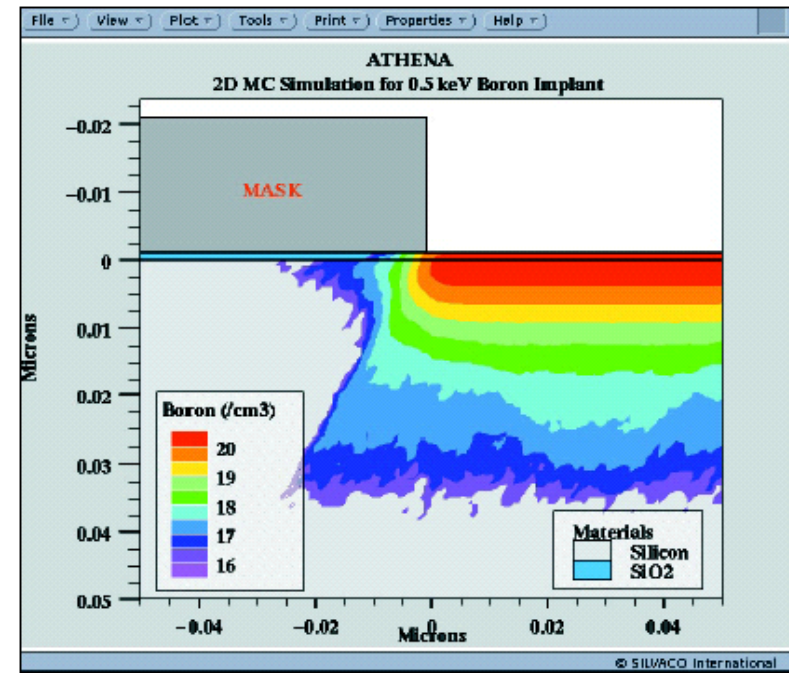 File View Plot Tools Print Properties Help
ATHENA
2D MC Simulation for 0.5 keV Boron Implant
−0.02
−0.01
0
0.01
0.02
0.03
0.04
0.05
Microns
MASK
Boron (/cm3)
20
19
18
17
16
Materials
Silicon
SiO2
−0.04 −0.02 0 0.02 0.04
Microns
© SILVACO International